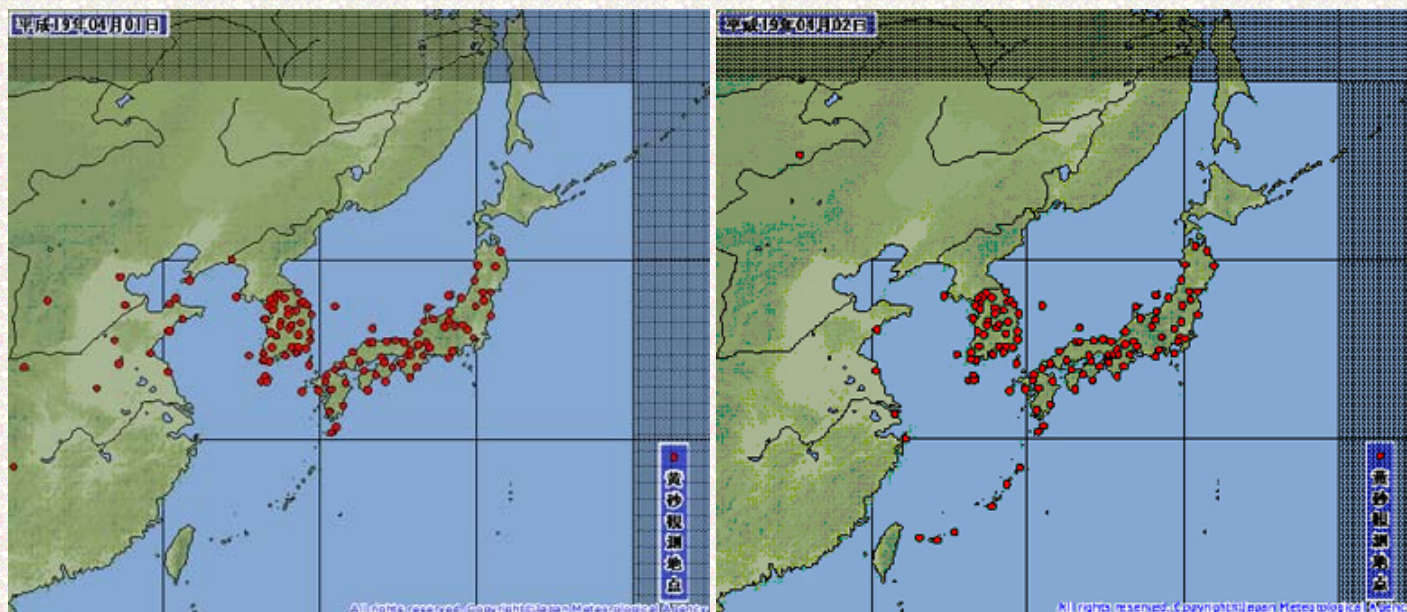 平成19年04月01日
平成19年04月02日
黄砂観測地点
All rights reserved. Copyright © Japan Meteorological Agency
黄砂観測地点
All rights reserved. Copyright © Japan Meteorological Agenc